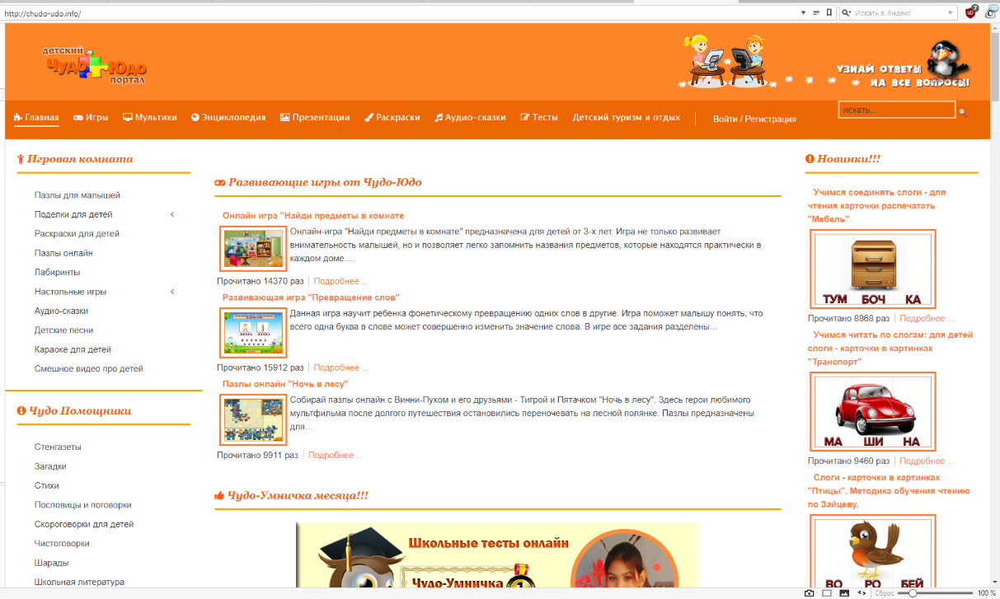 http://chudo-udo.info/
Искать в Яндекс
7
детский
Чудо Юдо
портал
УЗНАЙ ОТВЕТЫ
НА ВСЕ ВОПРОСЫ!
Главная
Игры
Мультики
Энциклопедия
Презентации
Раскраски
Аудио-сказки
Тесты
Детский туризм и отдых
Войти / Регистрация
искать...
Игровая комната
Пазлы для малышей
Поделки для детей
Раскраски для детей
Пазлы онлайн
Лабиринты
Настольные игры
Аудио-сказки
Детские песни
Караоке для детей
Смешное видео про детей
Чудо Помощники
Стенгазеты
Загадки
Стихи
Пословицы и поговорки
Скороговорки для детей
Чистоговорки
Шарады
Школьная литература
Развивающие игры от Чудо-Юдо
Онлайн игра "Найди предметы в комнате
Онлайн-игра "Найди предметы в комнате" предназначена для детей от 3-х лет. Игра не только развивает
внимательность малышей, но и позволяет легко запомнить названия предметов, которые находятся практически в
каждом доме....
Прочитано 14370 раз
Подробнее ...
Развивающая игра "Превращение слов"
Данная игра научит ребенка фонетическому превращению одних слов в другие. Игра поможет малышу понять, что
всего одна буква в слове может совершенно изменить значение слова. В игре все задания разделены...
Прочитано 15912 раз
Подробнее ...
Пазлы онлайн "Ночь в лесу"
Собирай пазлы онлайн с Винни-Пухом и его друзьями - Тигрой и Пятачком "Ночь в лесу". Здесь герои любимого
мультфильма после долгого путешествия остановились переночевать на лесной полянке. Пазлы предназначены
для...
Прочитано 9911 раз
Подробнее ...
Чудо-Умничка месяца!!!
Школьные тесты онлайн
Чудо-Умничка
1
Новинки!!!
Учимся соединять слоги - для
чтения карточки распечатать
"Мебель"
ТУМ БОЧ КА
Прочитано 8868 раз
Подробнее ...
Учимся читать по слогам: для детей
слоги - карточки в картинках
"Транспорт"
МА ШИ НА
Прочитано 9460 раз
Подробнее ...
Слоги - карточки в картинках
"Птицы". Методика обучения чтению
по Зайцеву.
ВО РО БЕЙ
Сброс
100 %